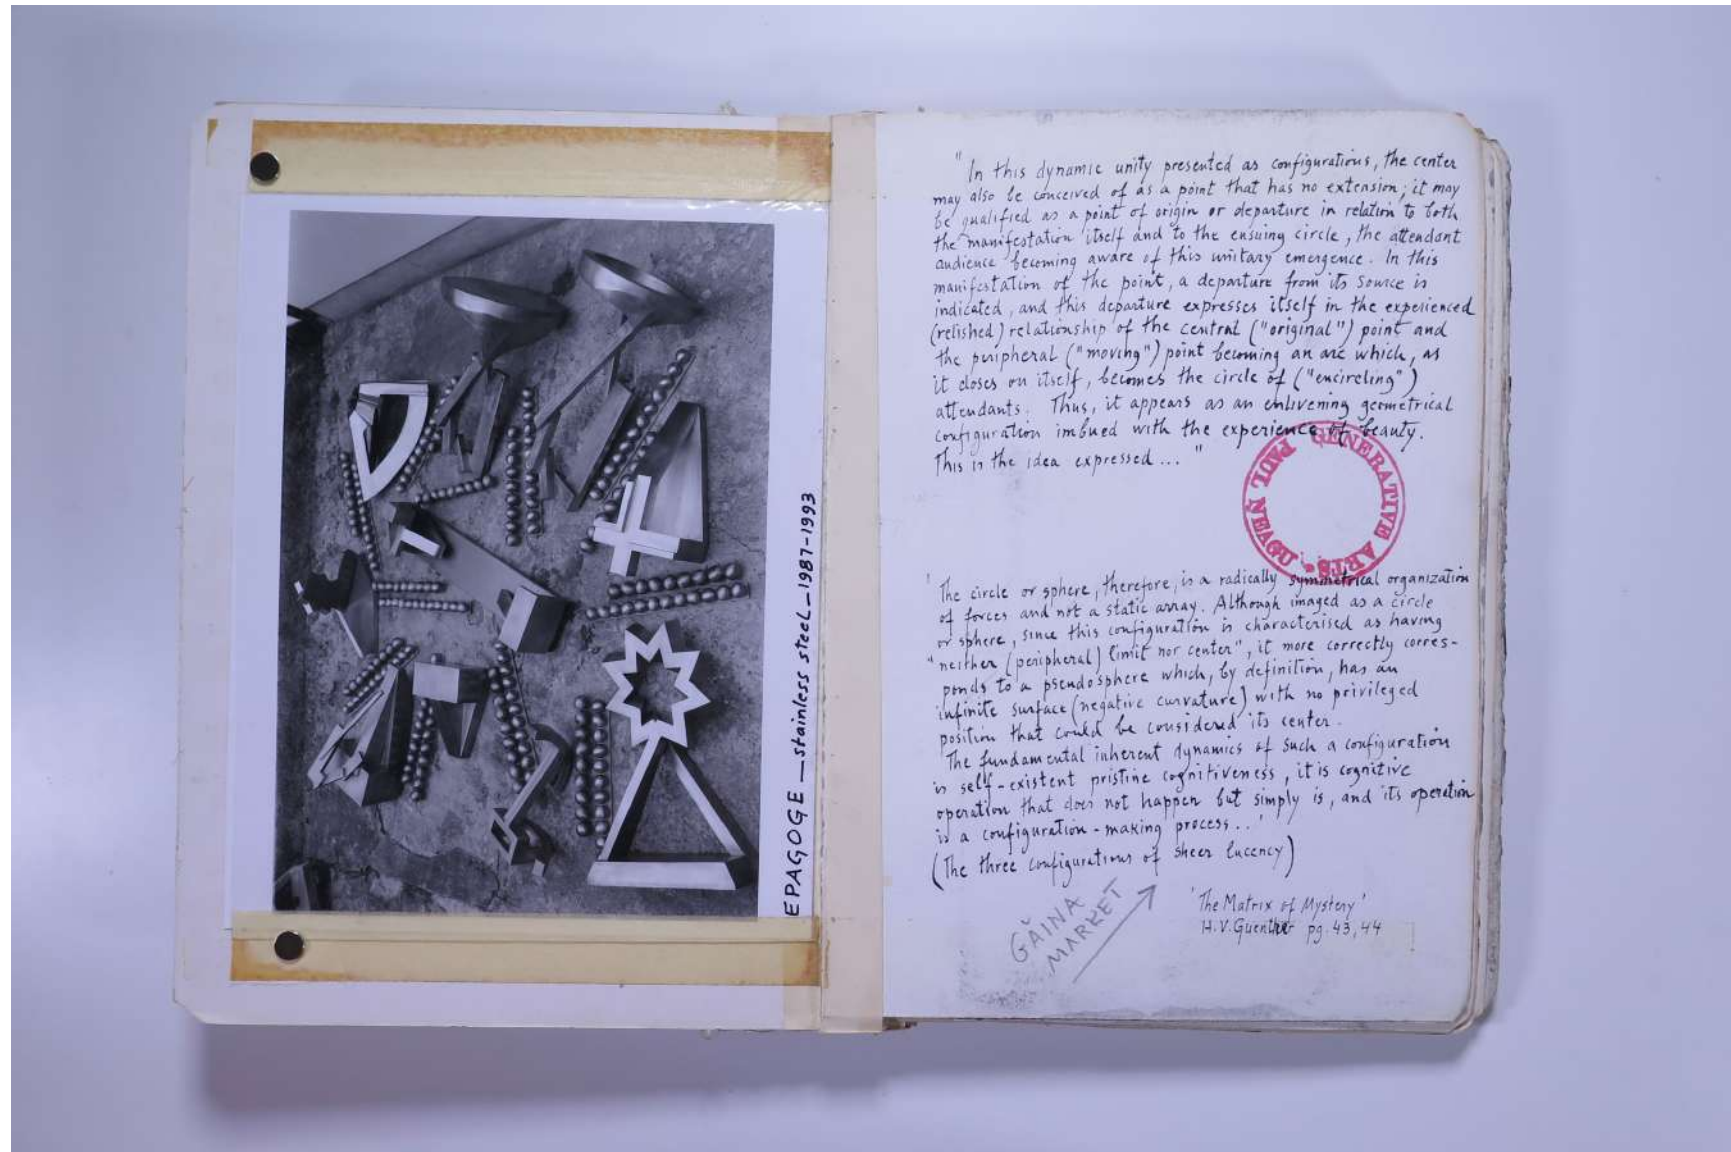 EPAGOGE — stainless steel — 1987-1993
"In this dynamic unity presented as configurations, the center
may also be conceived of as a point that has no extension; it may
be qualified as a point of origin or departure in relation to both
the manifestation itself and to the ensuing circle, the attendant
audience becoming aware of this unitary emergence. In this
manifestation of the point, a departure from its source is
indicated, and this departure expresses itself in the experienced
(relished) relationship of the central ("original") point and
the peripheral ("moving") point becoming an arc which, as
it closes on itself, becomes the circle of ("encircling")
attendants. Thus, it appears as an enlivening geometrical
configuration imbued with the experience of beauty.
This is the idea expressed... "
PAUL NEAGU · GENERATIVE ARTS ·
'The circle or sphere, therefore, is a radically symmetrical organization
of forces and not a static array. Although imaged as a circle
or sphere, since this configuration is characterised as having
"neither (peripheral) limit nor center", it more correctly corres-
ponds to a pseudosphere which, by definition, has an
infinite surface (negative curvature) with no privileged
position that could be considered its center.
The fundamental inherent dynamics of such a configuration
is self-existent pristine cognitiveness, it is cognitive
operation that does not happen but simply is, and its operation
is a configuration-making process..'
(The three configurations of sheer lucency)
'The Matrix of Mystery'
H.V. Guenther pg. 43, 44
GĂINA
MARKET